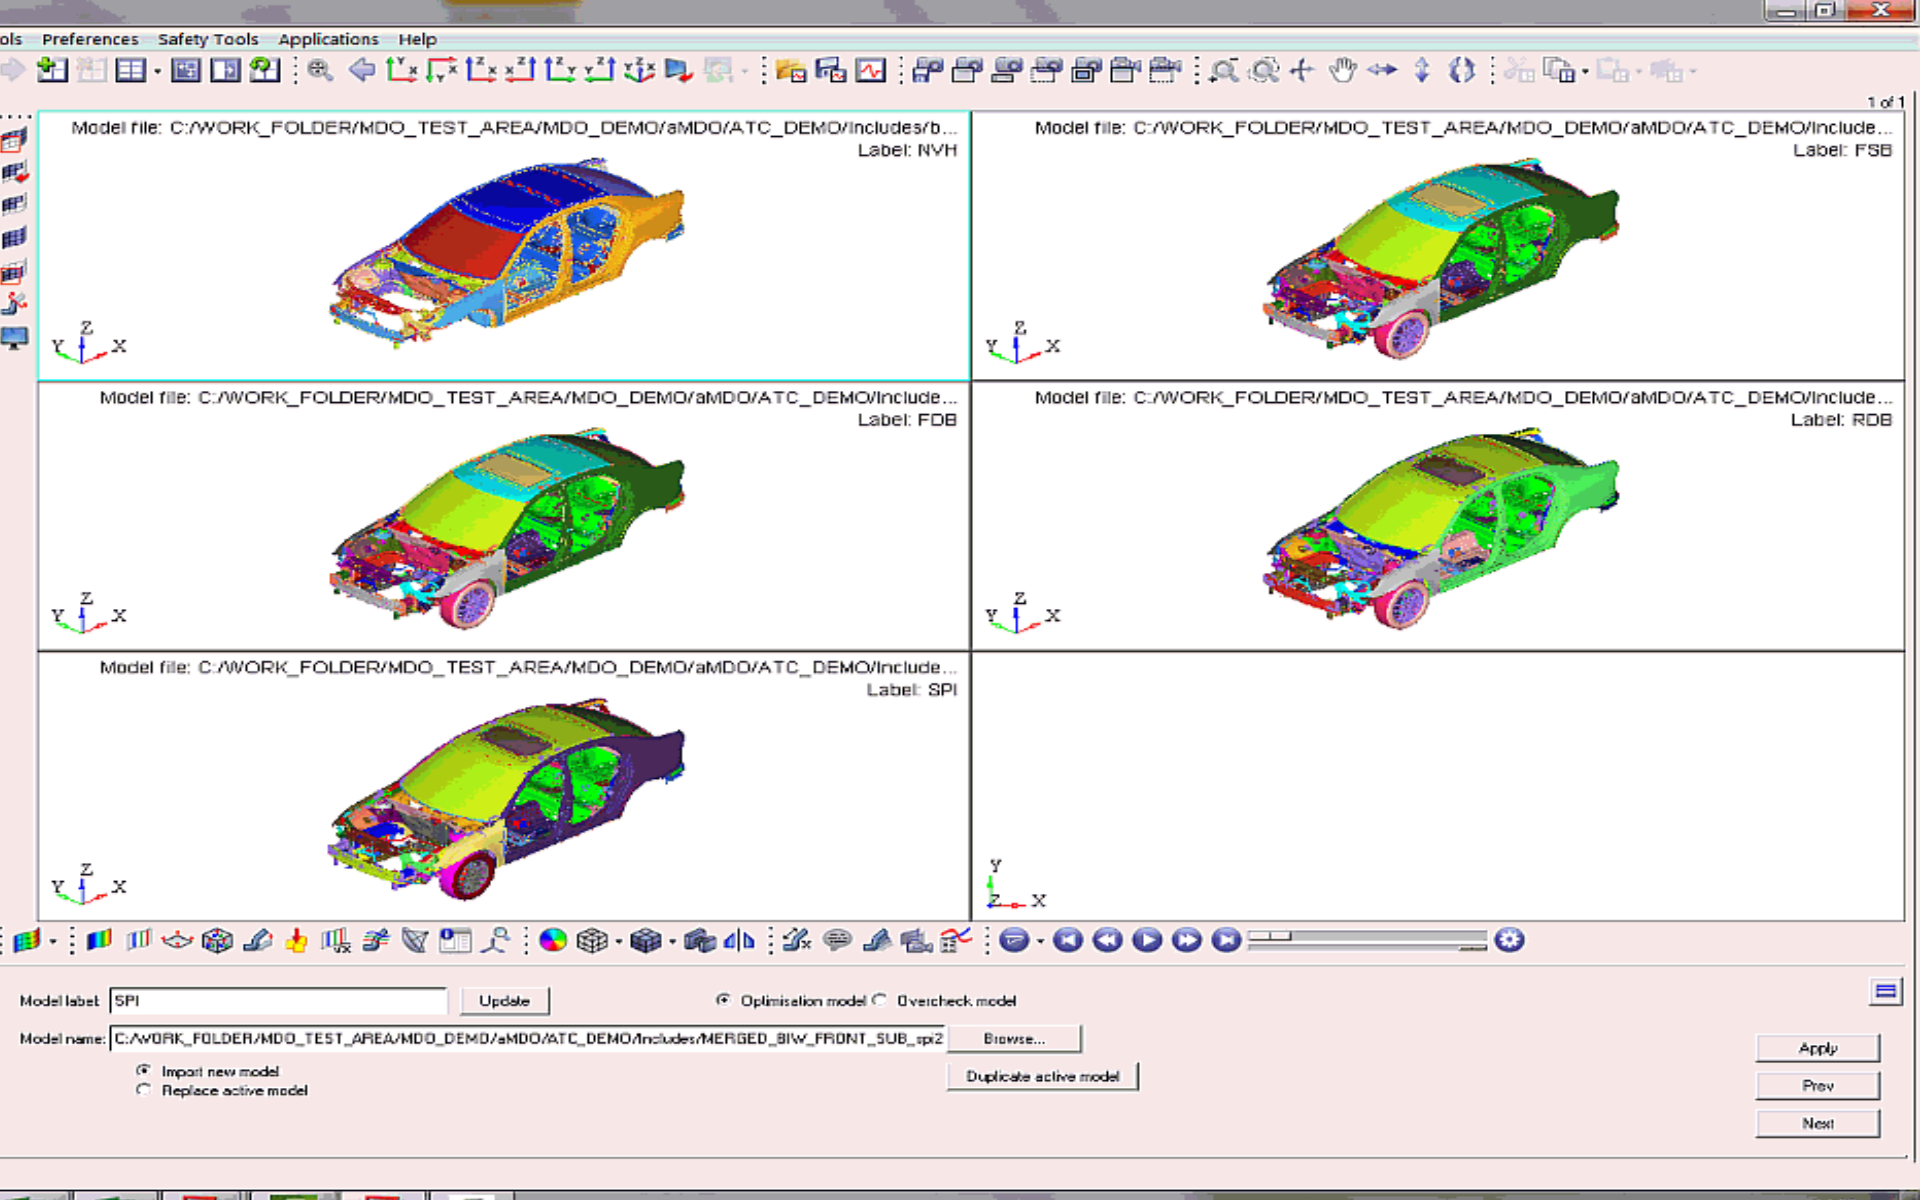 ols Preferences Safety Tools Applications Help
1 of 1
Model file: C:/WORK_FOLDER/MDO_TEST_AREA/MDO_DEMO/aMDO/ATC_DEMO/Includes/b...
Label: NVH
Z
Y X
Model file: C:/WORK_FOLDER/MDO_TEST_AREA/MDO_DEMO/aMDO/ATC_DEMO/Include...
Label: FSB
Z
Y X
Model file: C:/WORK_FOLDER/MDO_TEST_AREA/MDO_DEMO/aMDO/ATC_DEMO/Include...
Label: FDB
Z
Y X
Model file: C:/WORK_FOLDER/MDO_TEST_AREA/MDO_DEMO/aMDO/ATC_DEMO/Include...
Label: RDB
Z
Y X
Model file: C:/WORK_FOLDER/MDO_TEST_AREA/MDO_DEMO/aMDO/ATC_DEMO/Include...
Label: SPI
Z
Y X
Y
Z X
Model label: SPI Update Optimisation model Overcheck model
Model name: C:/WORK_FOLDER/MDO_TEST_AREA/MDO_DEMO/aMDO/ATC_DEMO/Includes/MERGED_BIW_FRONT_SUB_spi2 Browse...
Import new model Duplicate active model
Replace active model
Apply
Prev
Next